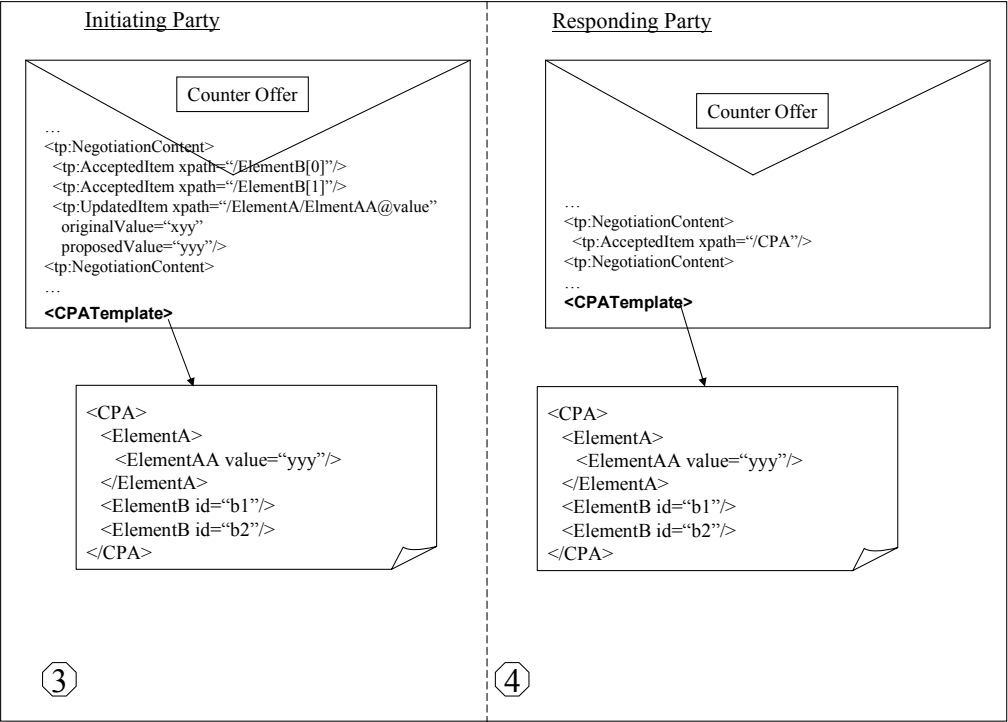 Initiating Party
Counter Offer
…
<tp:NegotiationContent>
<tp:AcceptedItem xpath=“/ElementB[0]”/>
<tp:AcceptedItem xpath=“/ElementB[1]”/>
<tp:UpdatedItem xpath=“/ElementA/ElmentAA@value”
originalValue=“xyy”
proposedValue=“yyy”/>
<tp:NegotiationContent>
…
<CPATemplate>
<CPA>
<ElementA>
<ElementAA value=“yyy”/>
</ElementA>
<ElementB id=“b1”/>
<ElementB id=“b2”/>
</CPA>
3
Responding Party
Counter Offer
…
<tp:NegotiationContent>
<tp:AcceptedItem xpath=“/CPA”/>
<tp:NegotiationContent>
…
<CPATemplate>
<CPA>
<ElementA>
<ElementAA value=“yyy”/>
</ElementA>
<ElementB id=“b1”/>
<ElementB id=“b2”/>
</CPA>
4